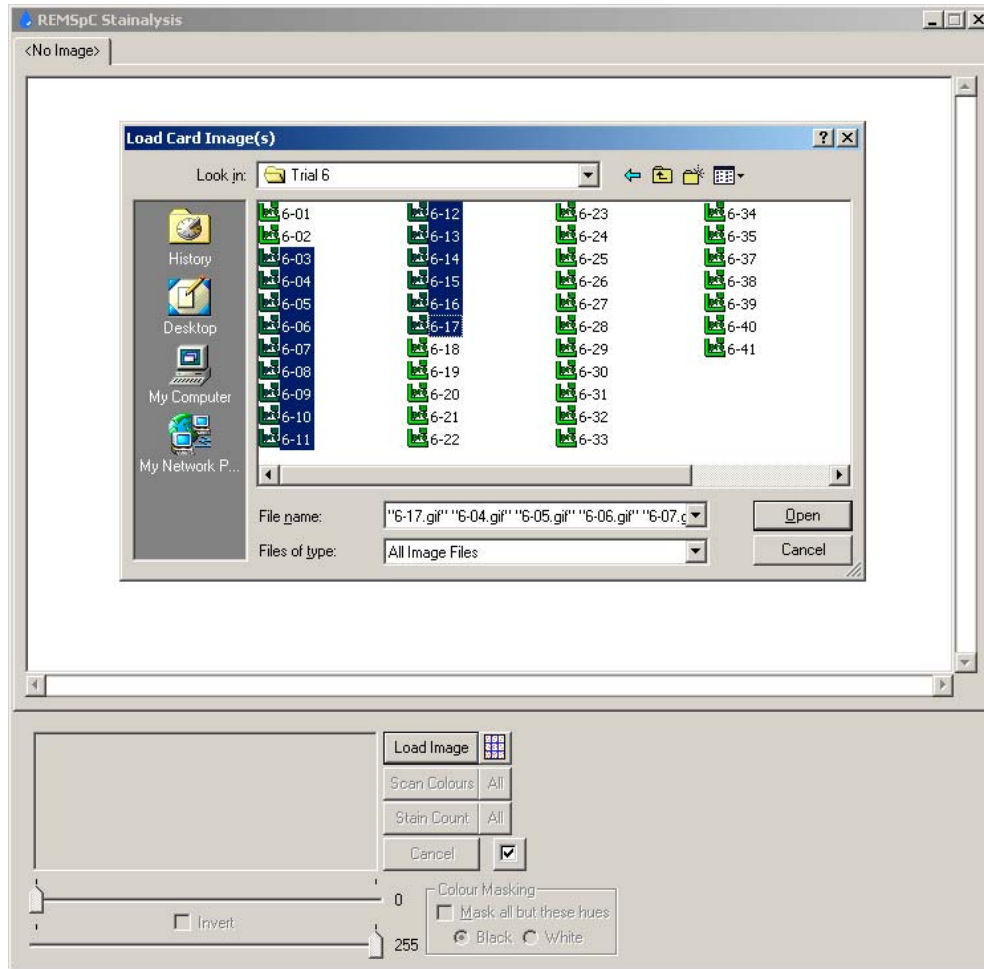 REMSpC Stainalysis
<No Image>
Load Card Image(s)
Look in: Trial 6
History
Desktop
My Computer
My Network P...
6-01
6-02
6-03
6-04
6-05
6-06
6-07
6-08
6-09
6-10
6-11
6-12
6-13
6-14
6-15
6-16
6-17
6-18
6-19
6-20
6-21
6-22
6-23
6-24
6-25
6-26
6-27
6-28
6-29
6-30
6-31
6-32
6-33
6-34
6-35
6-37
6-38
6-39
6-40
6-41
File name: "6-17.gif" "6-04.gif" "6-05.gif" "6-06.gif" "6-07.g Open
Files of type: All Image Files Cancel
Load Image
Scan Colours All
Stain Count All
Cancel
0
Invert
255
Colour Masking
Mask all but these hues
Black White